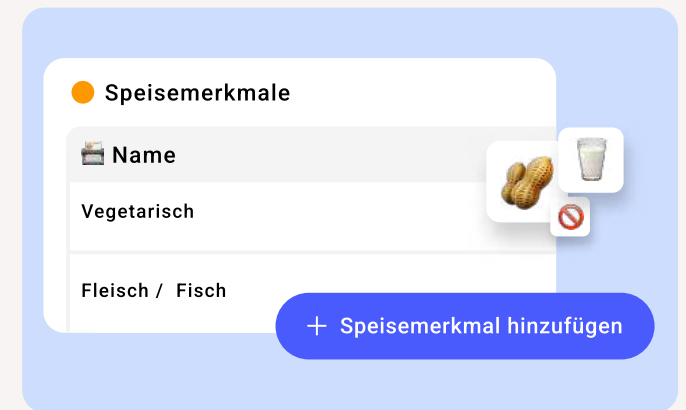 Speisemerkmale
Name
Vegetarisch
Fleisch / Fisch
+ Speisemerkmal hinzufügen